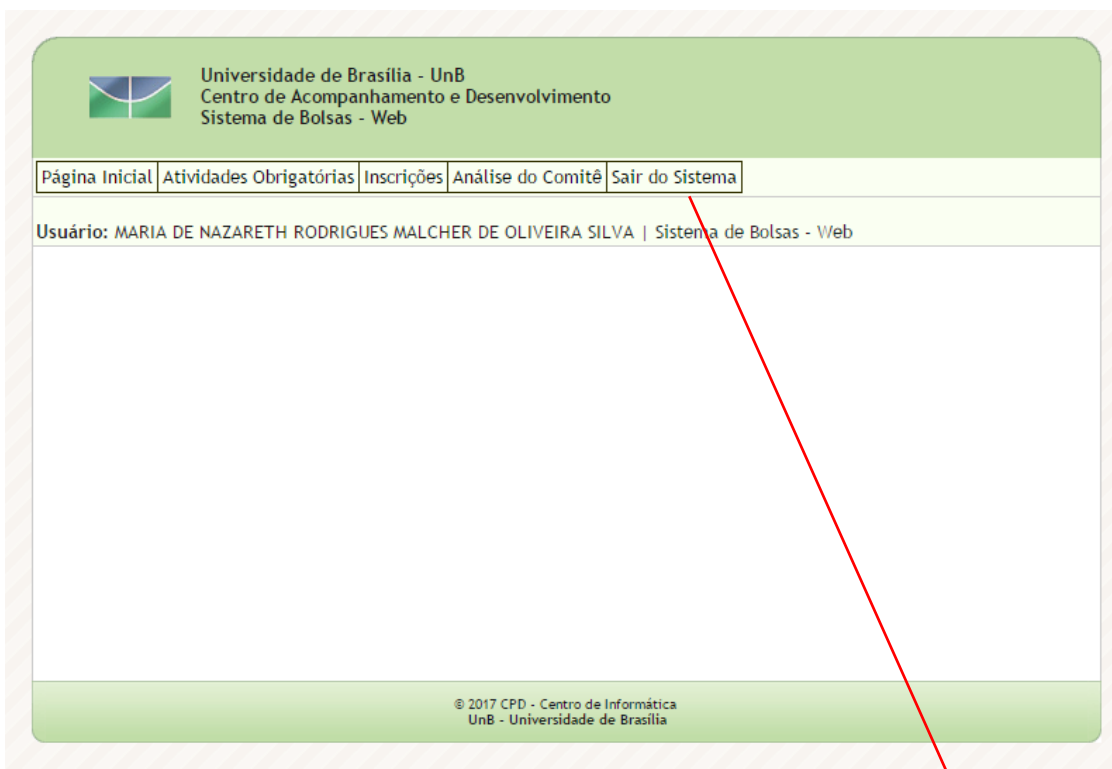 Universidade de Brasília - UnB
Centro de Acompanhamento e Desenvolvimento
Sistema de Bolsas - Web
Página Inicial Atividades Obrigatórias Inscrições Análise do Comitê Sair do Sistema
Usuário: MARIA DE NAZARETH RODRIGUES MALCHER DE OLIVEIRA SILVA | Sistema de Bolsas - Web
© 2017 CPD - Centro de Informática
UnB - Universidade de Brasília